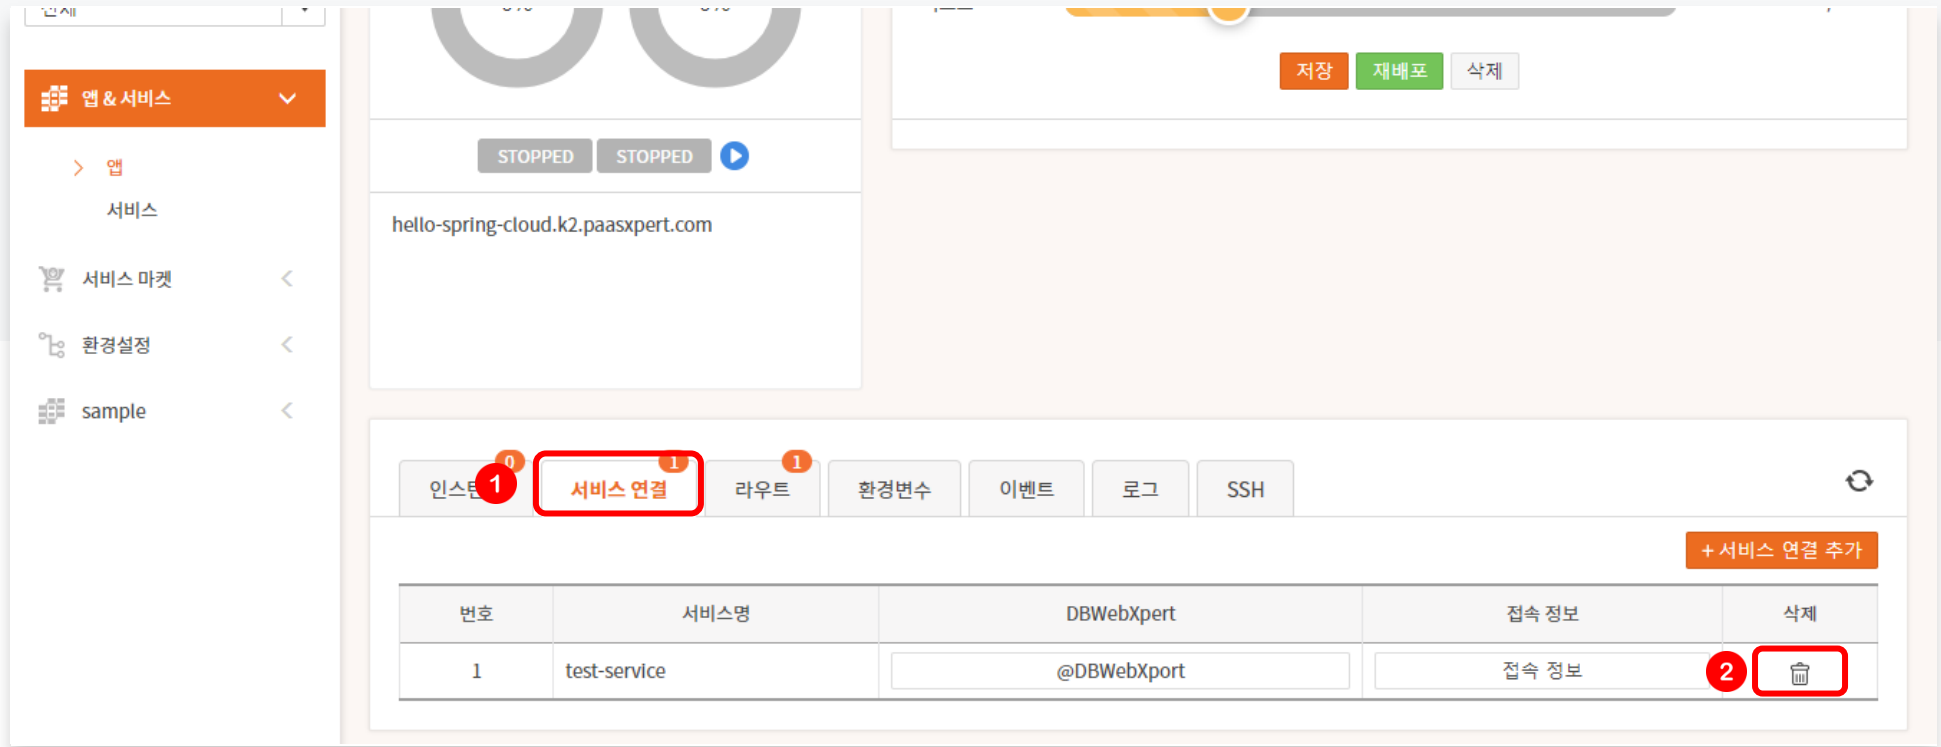 앱 & 서비스
앱
서비스
서비스 마켓
환경설정
sample
STOPPED STOPPED
hello-spring-cloud.k2.paasxpert.com
저장 재배포 삭제
0 1 1
1 서비스 연결 라우트 환경변수 이벤트 로그 SSH
+ 서비스 연결 추가
번호 서비스명 DBWebXpert 접속 정보 삭제
1 test-service @DBWebXport 접속 정보 2